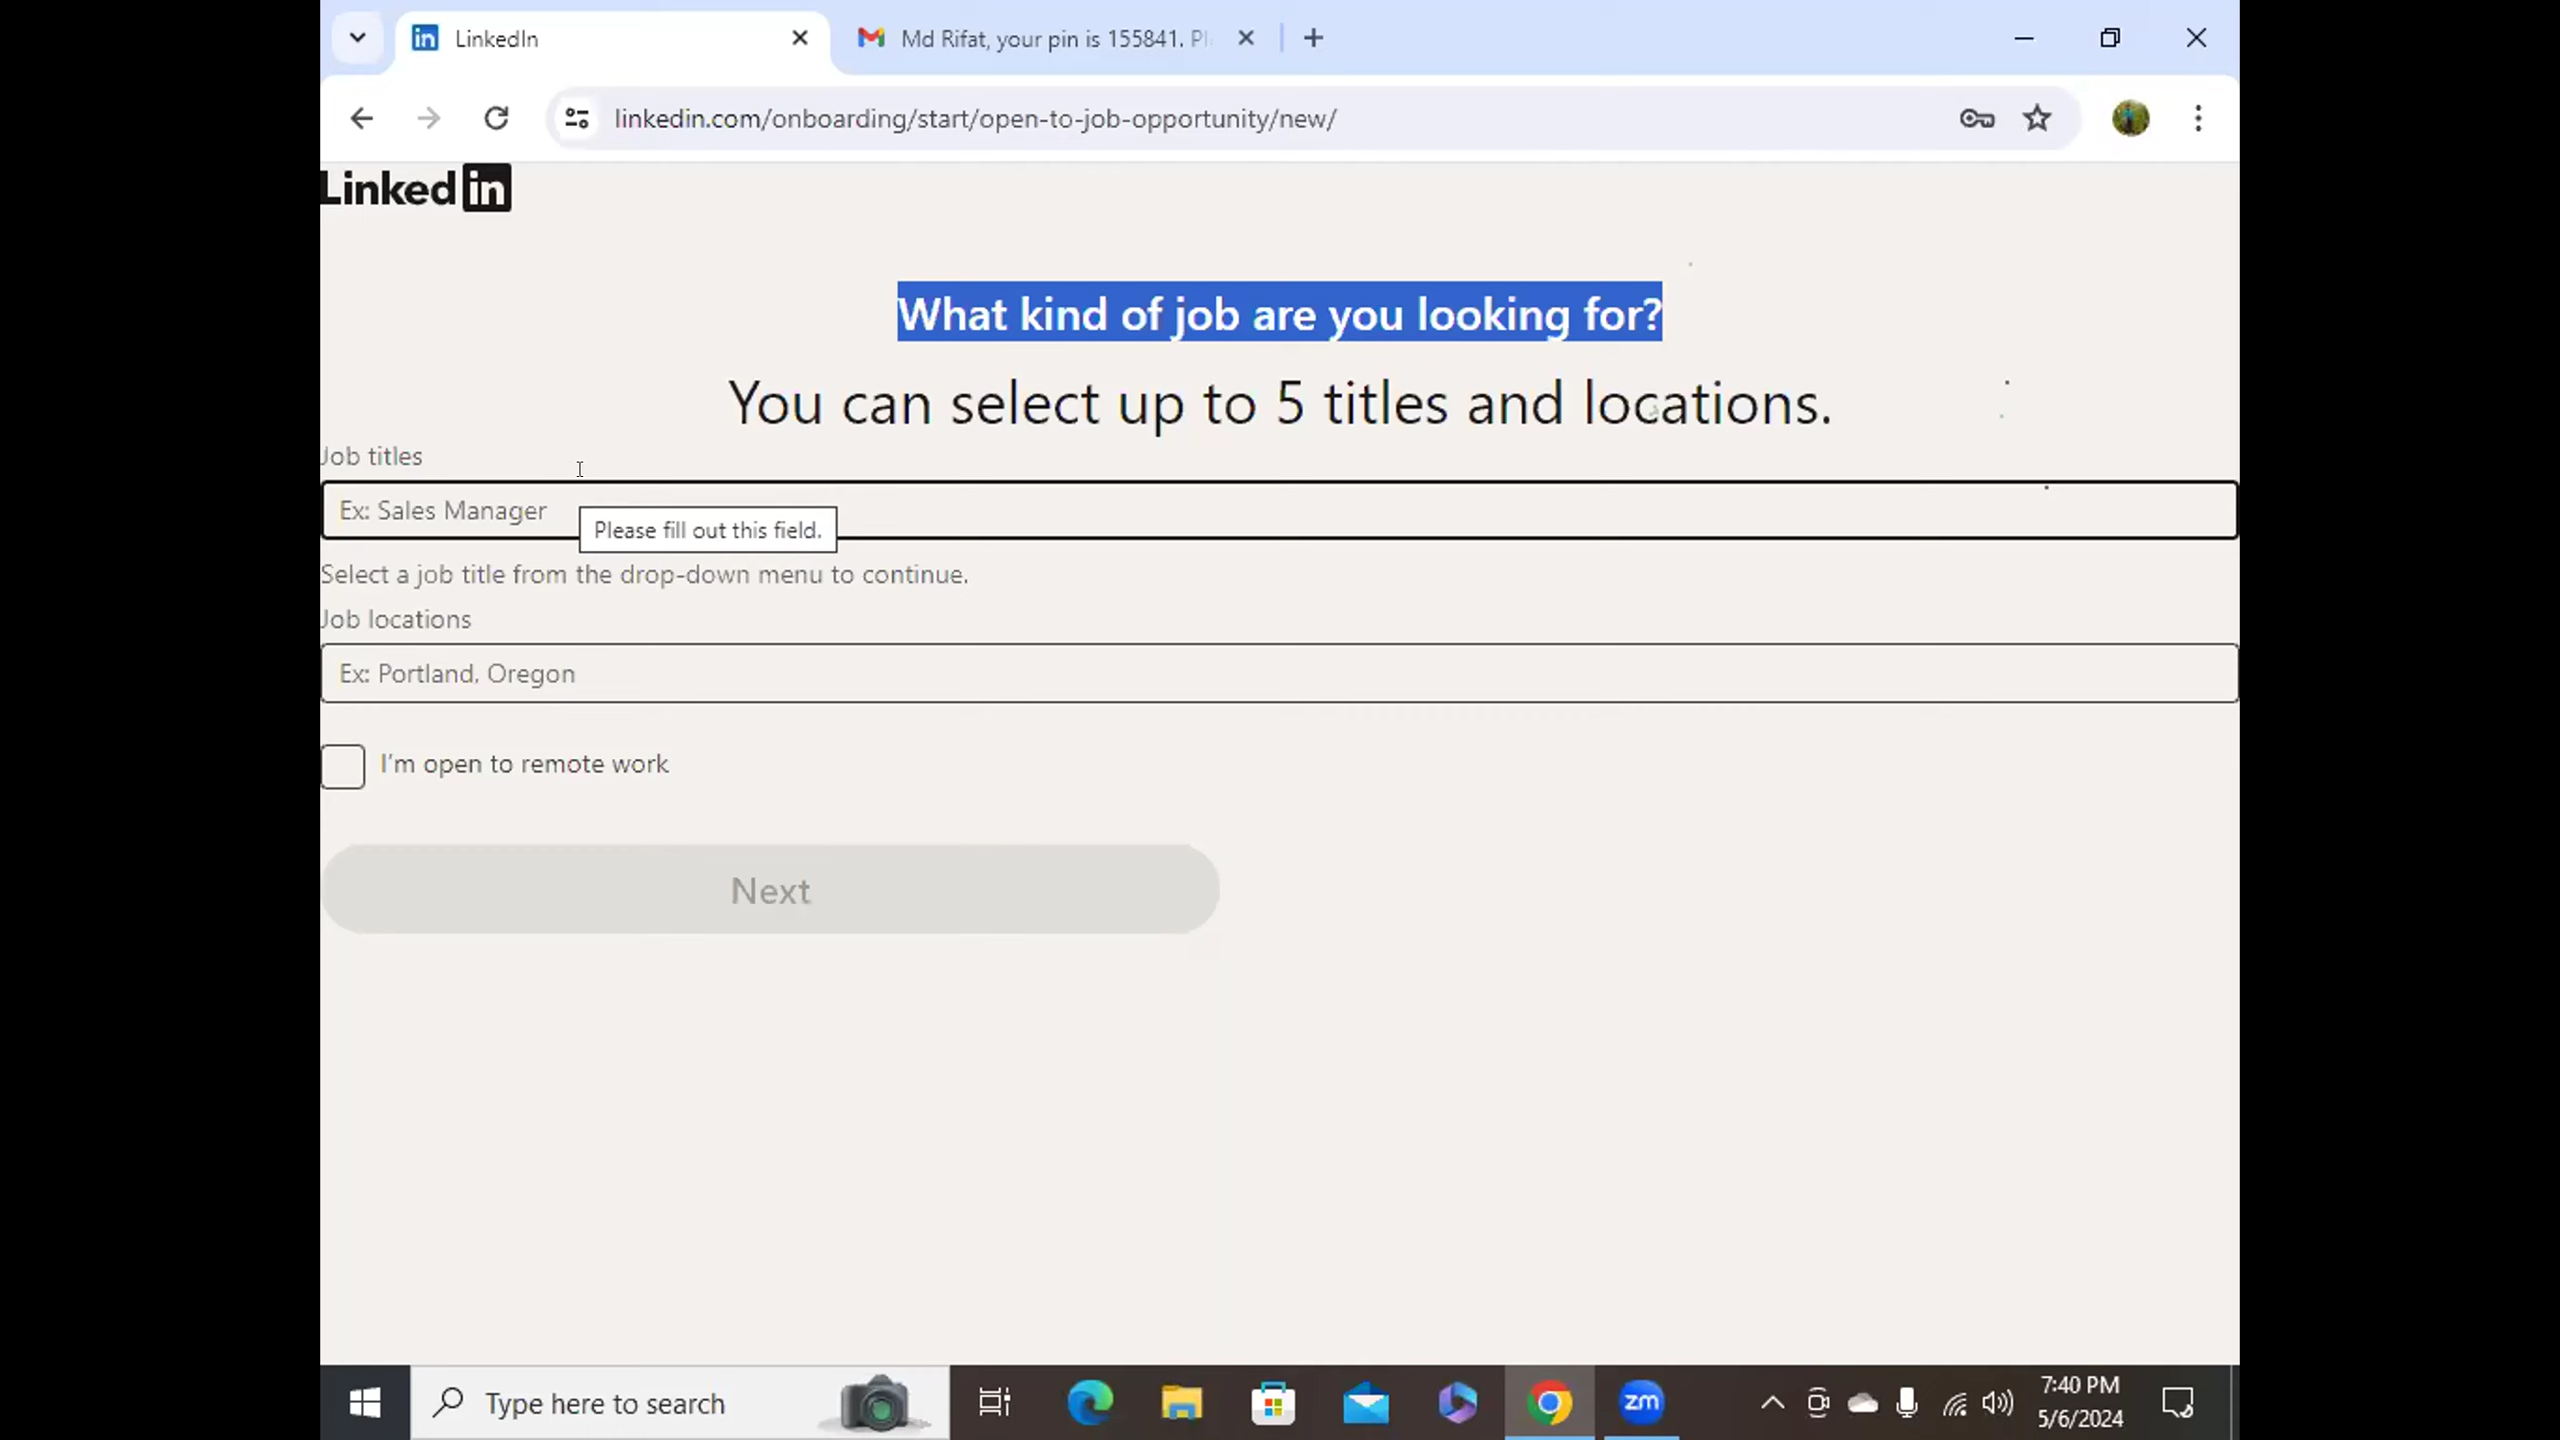 LinkedIn
Md Rifat, your pin is 155841. Pl
linkedin.com/onboarding/start/open-to-job-opportunity/new/
Linked in
What kind of job are you looking for?
You can select up to 5 titles and locations.
Job titles
Ex: Sales Manager
Please fill out this field.
Select a job title from the drop-down menu to continue.
Job locations
Ex: Portland, Oregon
I'm open to remote work
Next
Type here to search
zm
7:40 PM
5/6/2024